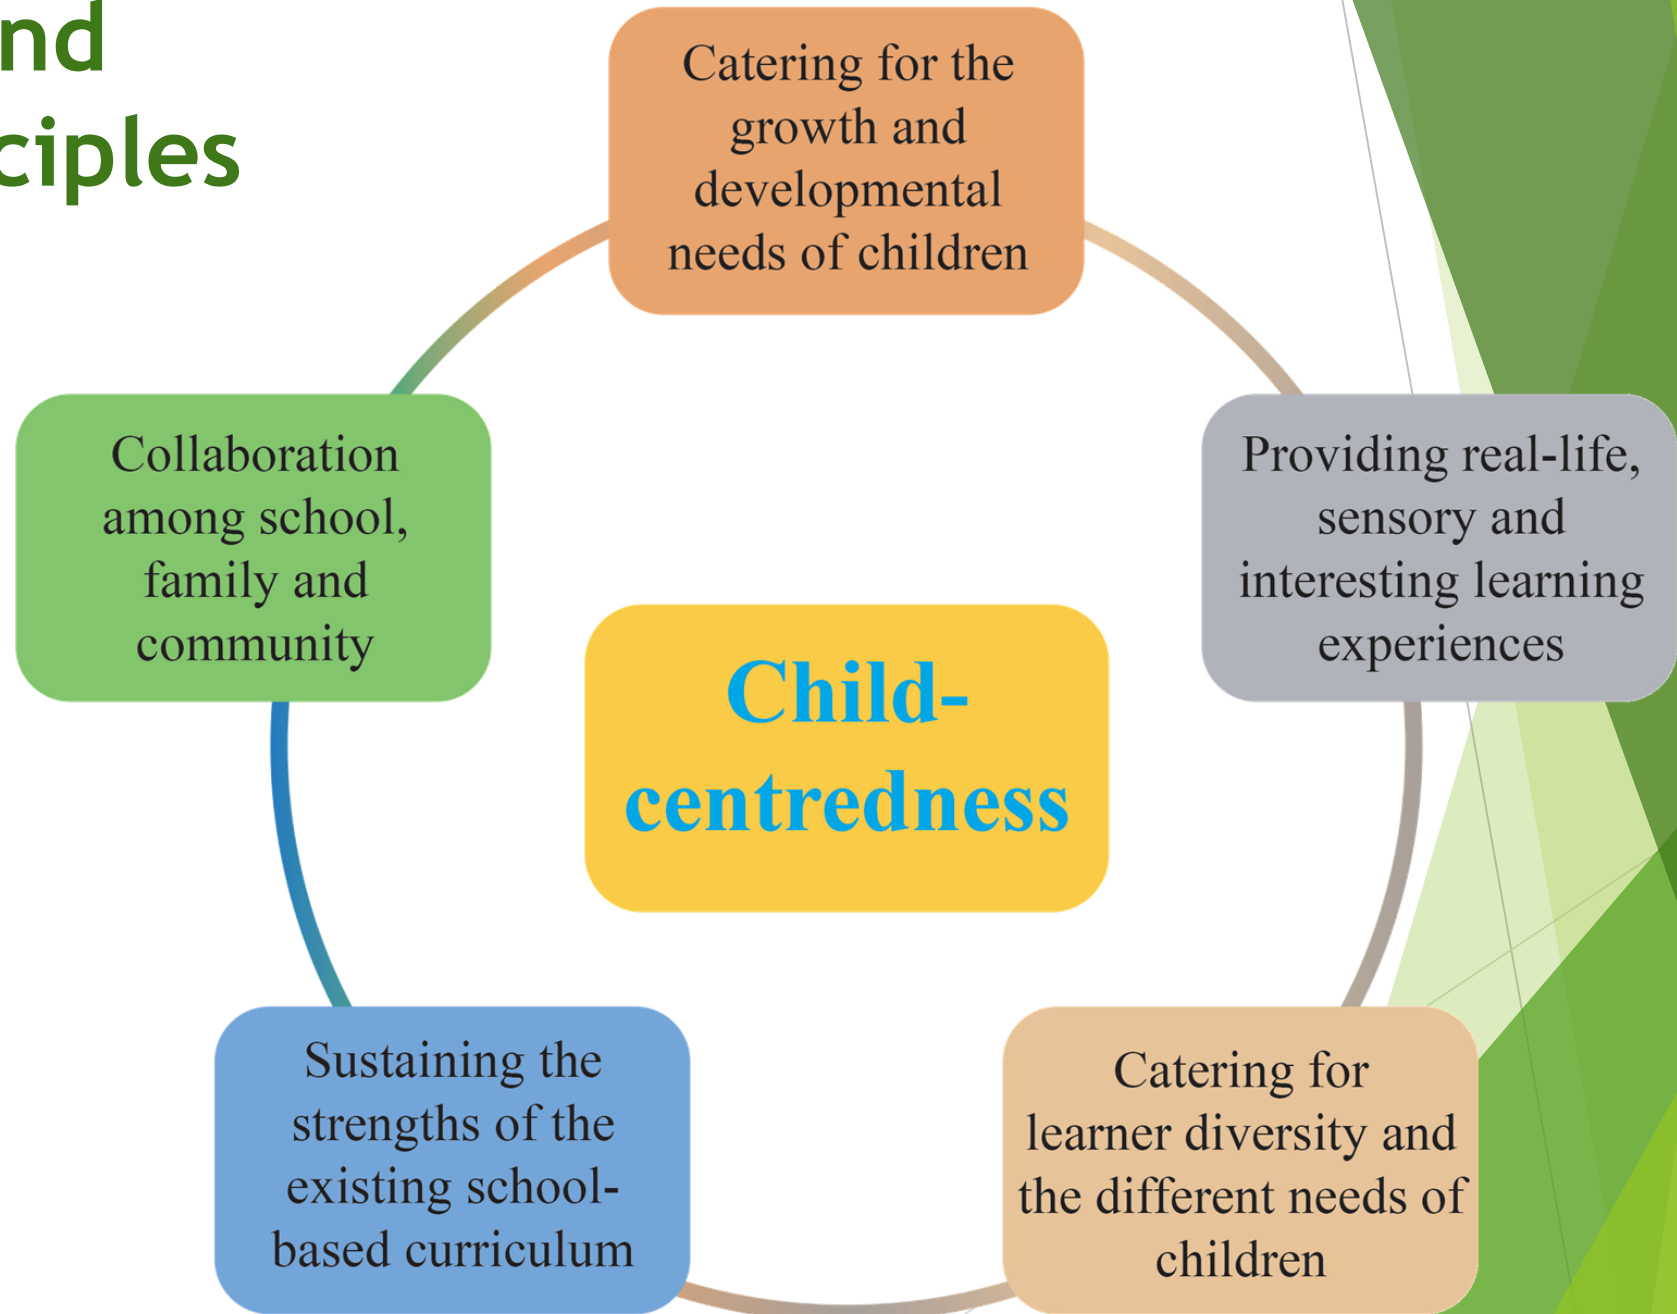 nd
ciples
Catering for the
growth and
developmental
needs of children
Collaboration
among school,
family and
community
Providing real-life,
sensory and
interesting learning
experiences
Child-
centredness
Sustaining the
strengths of the
existing school-
based curriculum
Catering for
learner diversity and
the different needs of
children